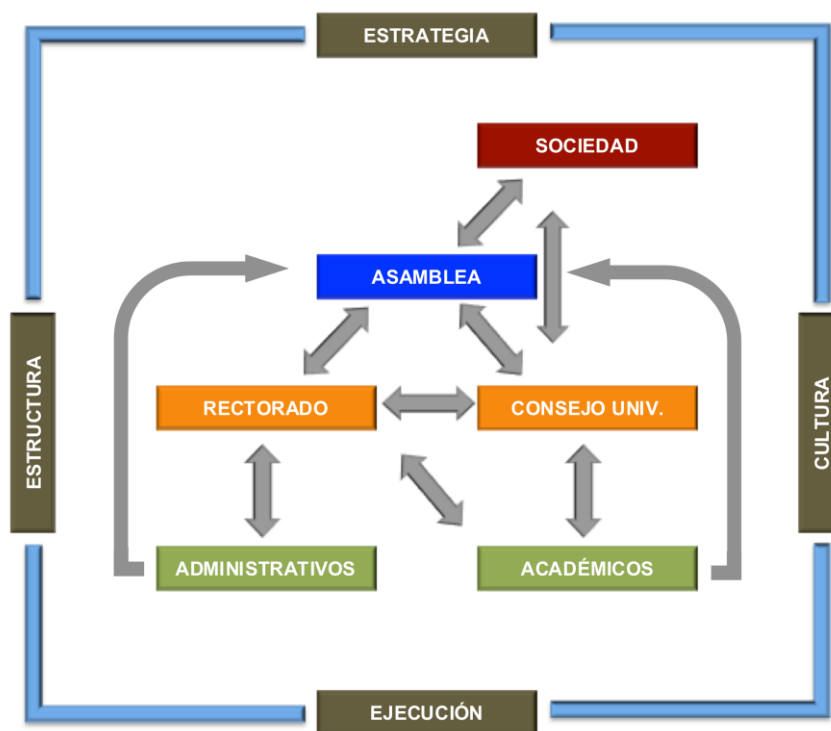 ESTRATEGIA
SOCIEDAD
ASAMBLEA
ESTRUCTURA
RECTORADO
CONSEJO UNIV.
CULTURA
ADMINISTRATIVOS
ACADÉMICOS
EJECUCIÓN